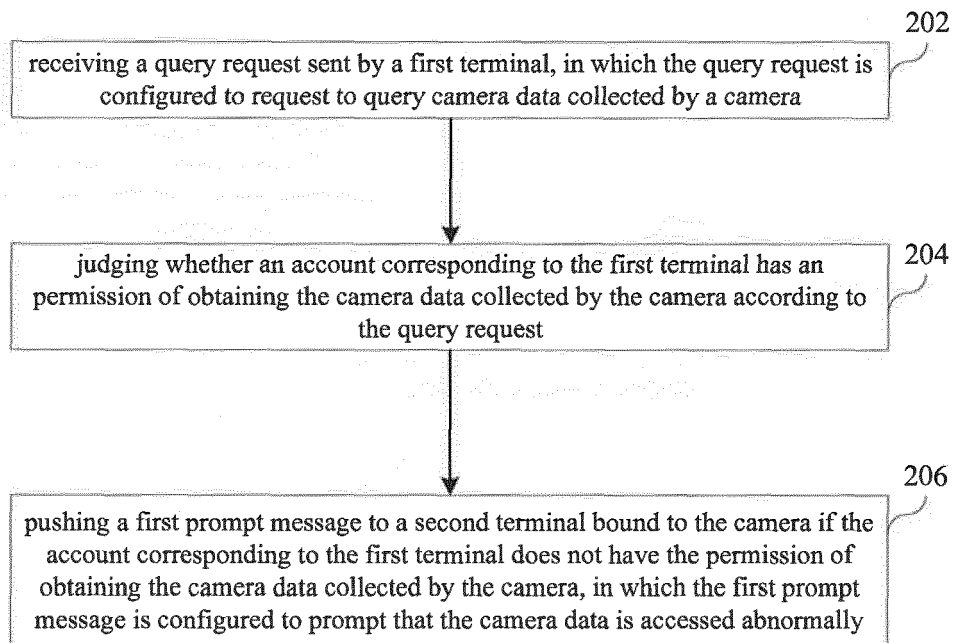 202
receiving a query request sent by a first terminal, in which the query request is
configured to request to query camera data collected by a camera
204
judging whether an account corresponding to the first terminal has an
permission of obtaining the camera data collected by the camera according to
the query request
206
pushing a first prompt message to a second terminal bound to the camera if the
account corresponding to the first terminal does not have the permission of
obtaining the camera data collected by the camera, in which the first prompt
message is configured to prompt that the camera data is accessed abnormally